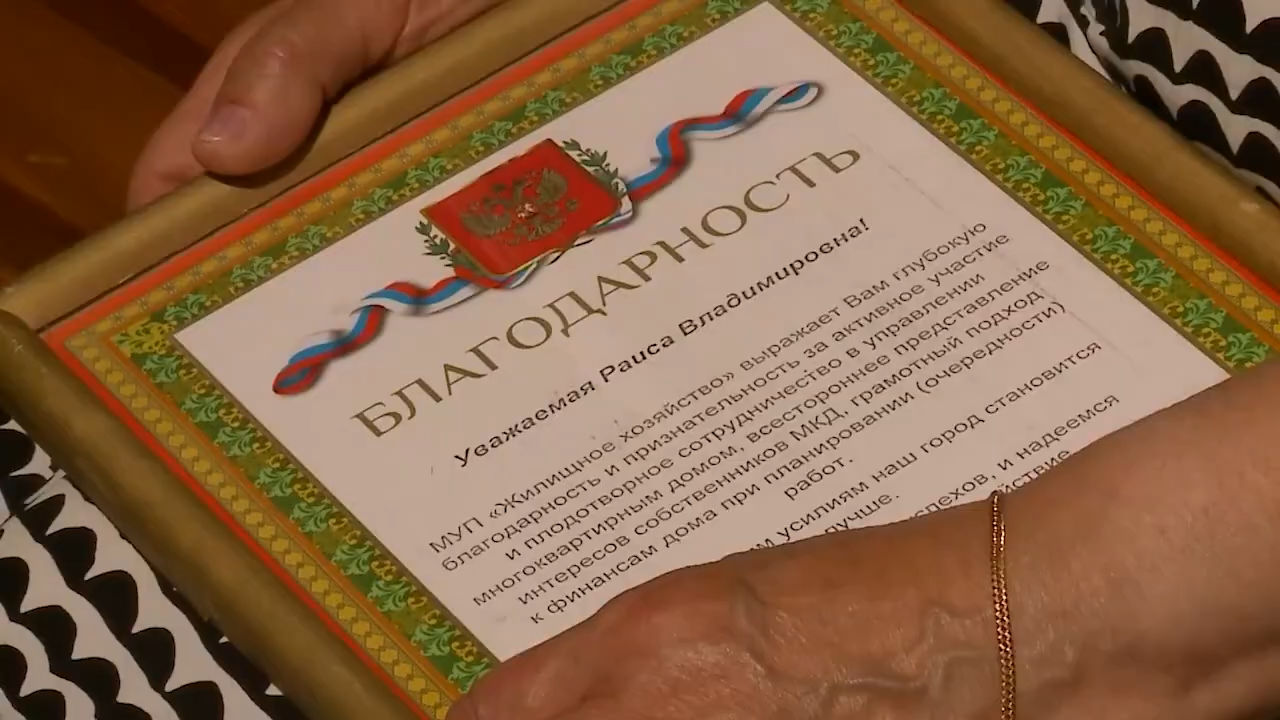 БЛАГОДАРНОСТЬ
Уважаемая Раиса Владимировна!
МУП «Жилищное хозяйство» выражает Вам глубокую
благодарность и признательность за активное участие
и плодотворное сотрудничество в управлении
многоквартирным домом, всестороннее представление
интересов собственников МКД, грамотный подход
к финансам дома при планировании (очередности)
работ.
усилиям наш город становится
лучше.
и надеемся